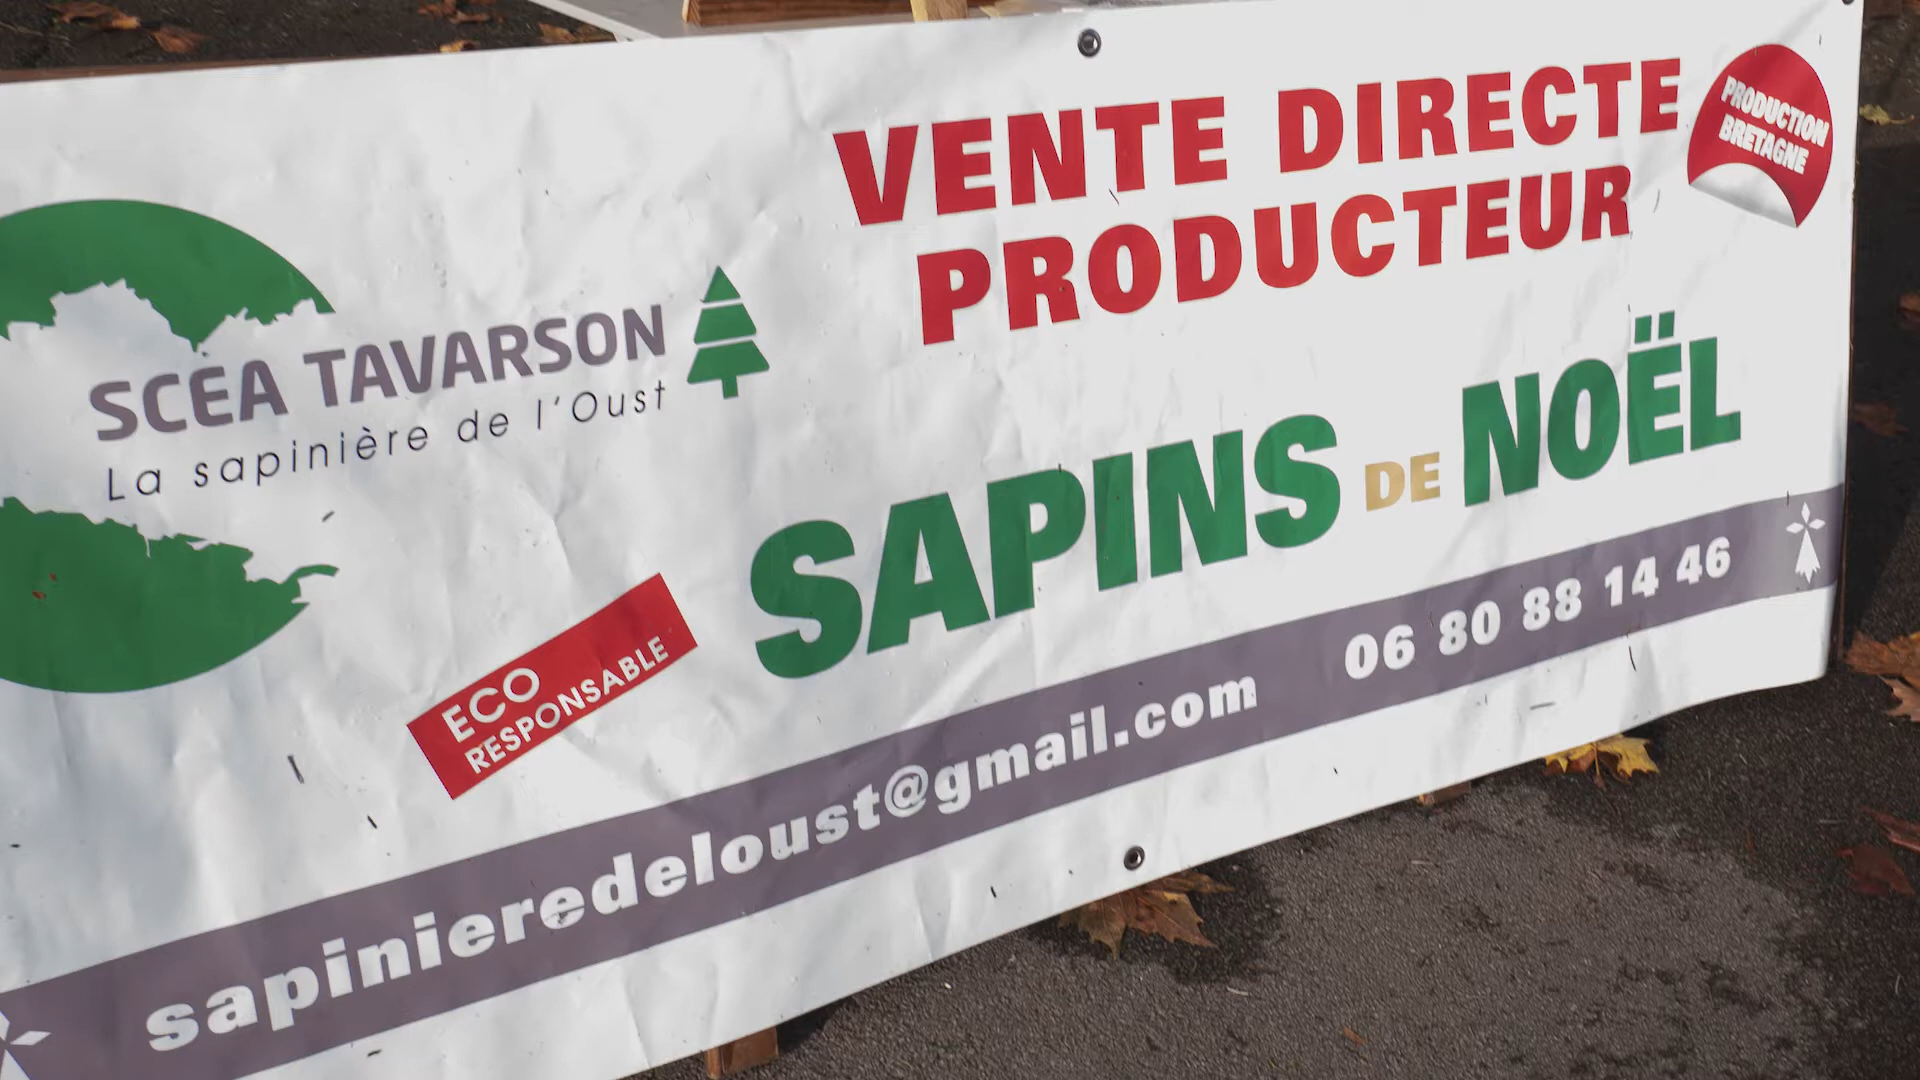 VENTE DIRECTE
PRODUCTEUR
PRODUCTION
BRETAGNE
SCEA TAVARSON
La sapinière de l'Oust
SAPINS DE NOËL
ECO
RESPONSABLE
sapinieredeloust@gmail.com 06 80 88 14 46